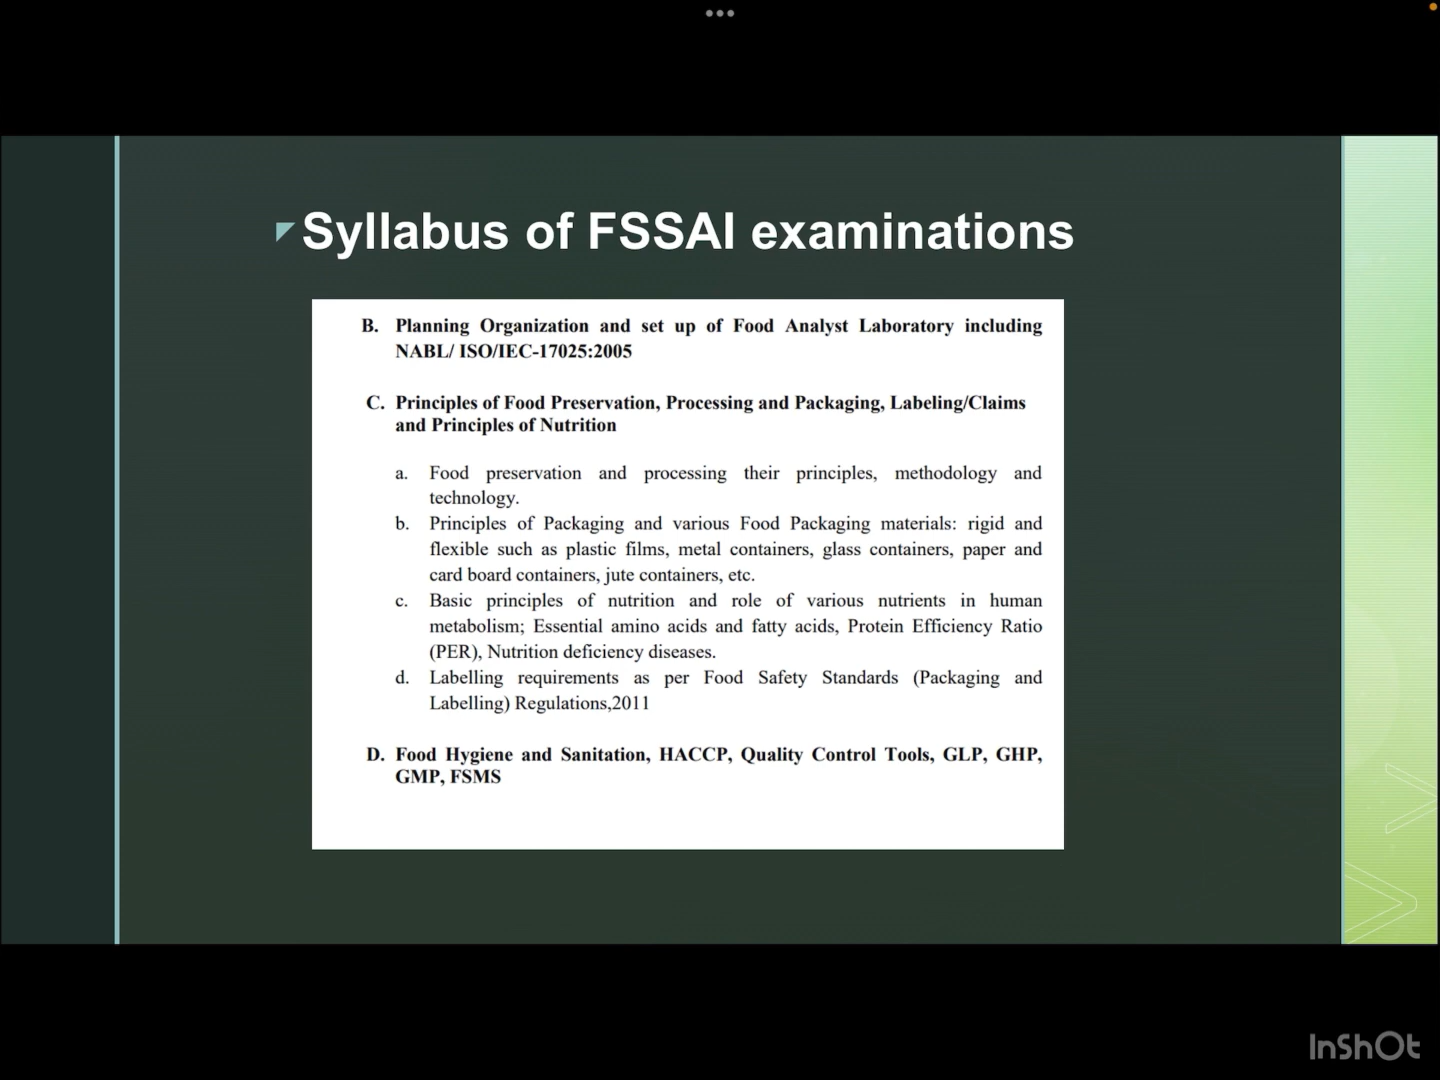 Syllabus of FSSAI examinations
B. Planning Organization and set up of Food Analyst Laboratory including
NABL/ ISO/IEC-17025:2005
C. Principles of Food Preservation, Processing and Packaging, Labeling/Claims
and Principles of Nutrition
a. Food preservation and processing their principles, methodology and
technology.
b. Principles of Packaging and various Food Packaging materials: rigid and
flexible such as plastic films, metal containers, glass containers, paper and
card board containers, jute containers, etc.
c. Basic principles of nutrition and role of various nutrients in human
metabolism; Essential amino acids and fatty acids, Protein Efficiency Ratio
(PER), Nutrition deficiency diseases.
d. Labelling requirements as per Food Safety Standards (Packaging and
Labelling) Regulations,2011
D. Food Hygiene and Sanitation, HACCP, Quality Control Tools, GLP, GHP,
GMP, FSMS
InShOt